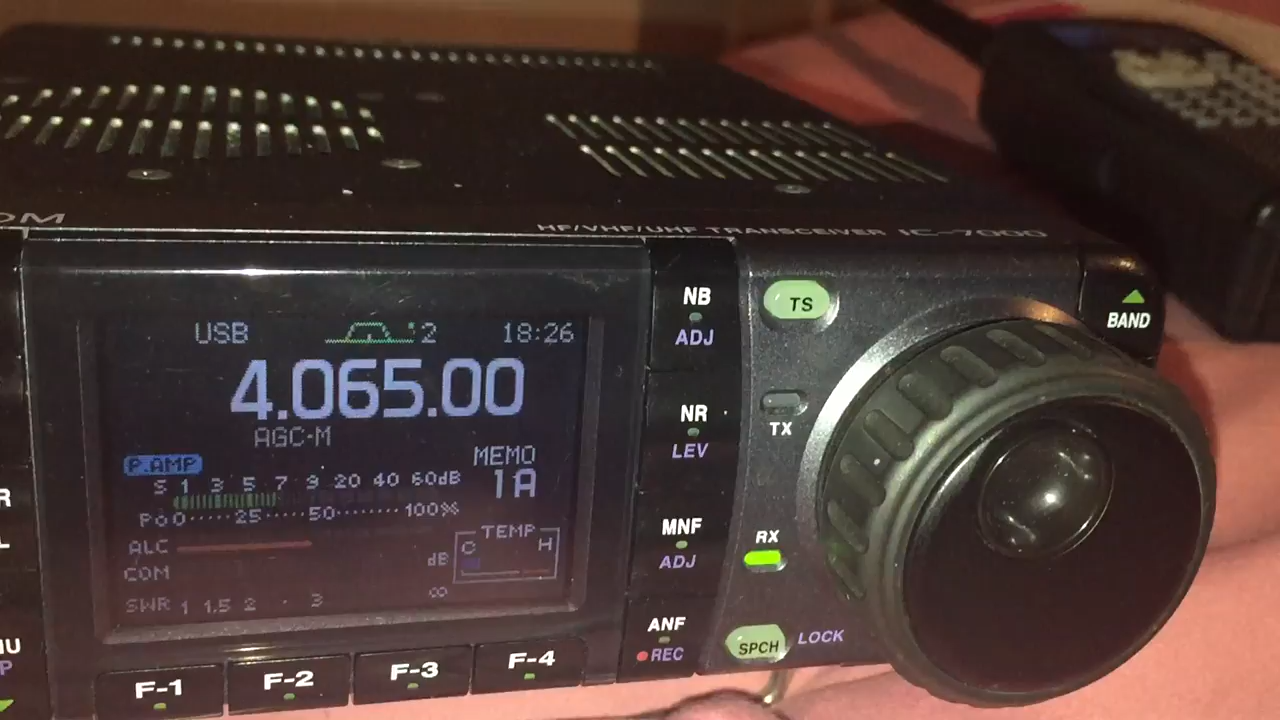 OM
HF/VHF/UHF TRANSCEIVER IC-7000
USB 2 18:26
4.065.00
AGC-M
P.AMP
MEMO
1A
S 1 3 5 7 9 20 40 60dB
Po 0 25 50 100%
ALC
COM
dB
TEMP
C H
SWR 1 1.5 2 3 ∞
F-1 F-2 F-3 F-4
NB
ADJ
NR
LEV
MNF
ADJ
ANF
REC
TS
TX
RX
SPCH LOCK
BAND
R
L
NU
P